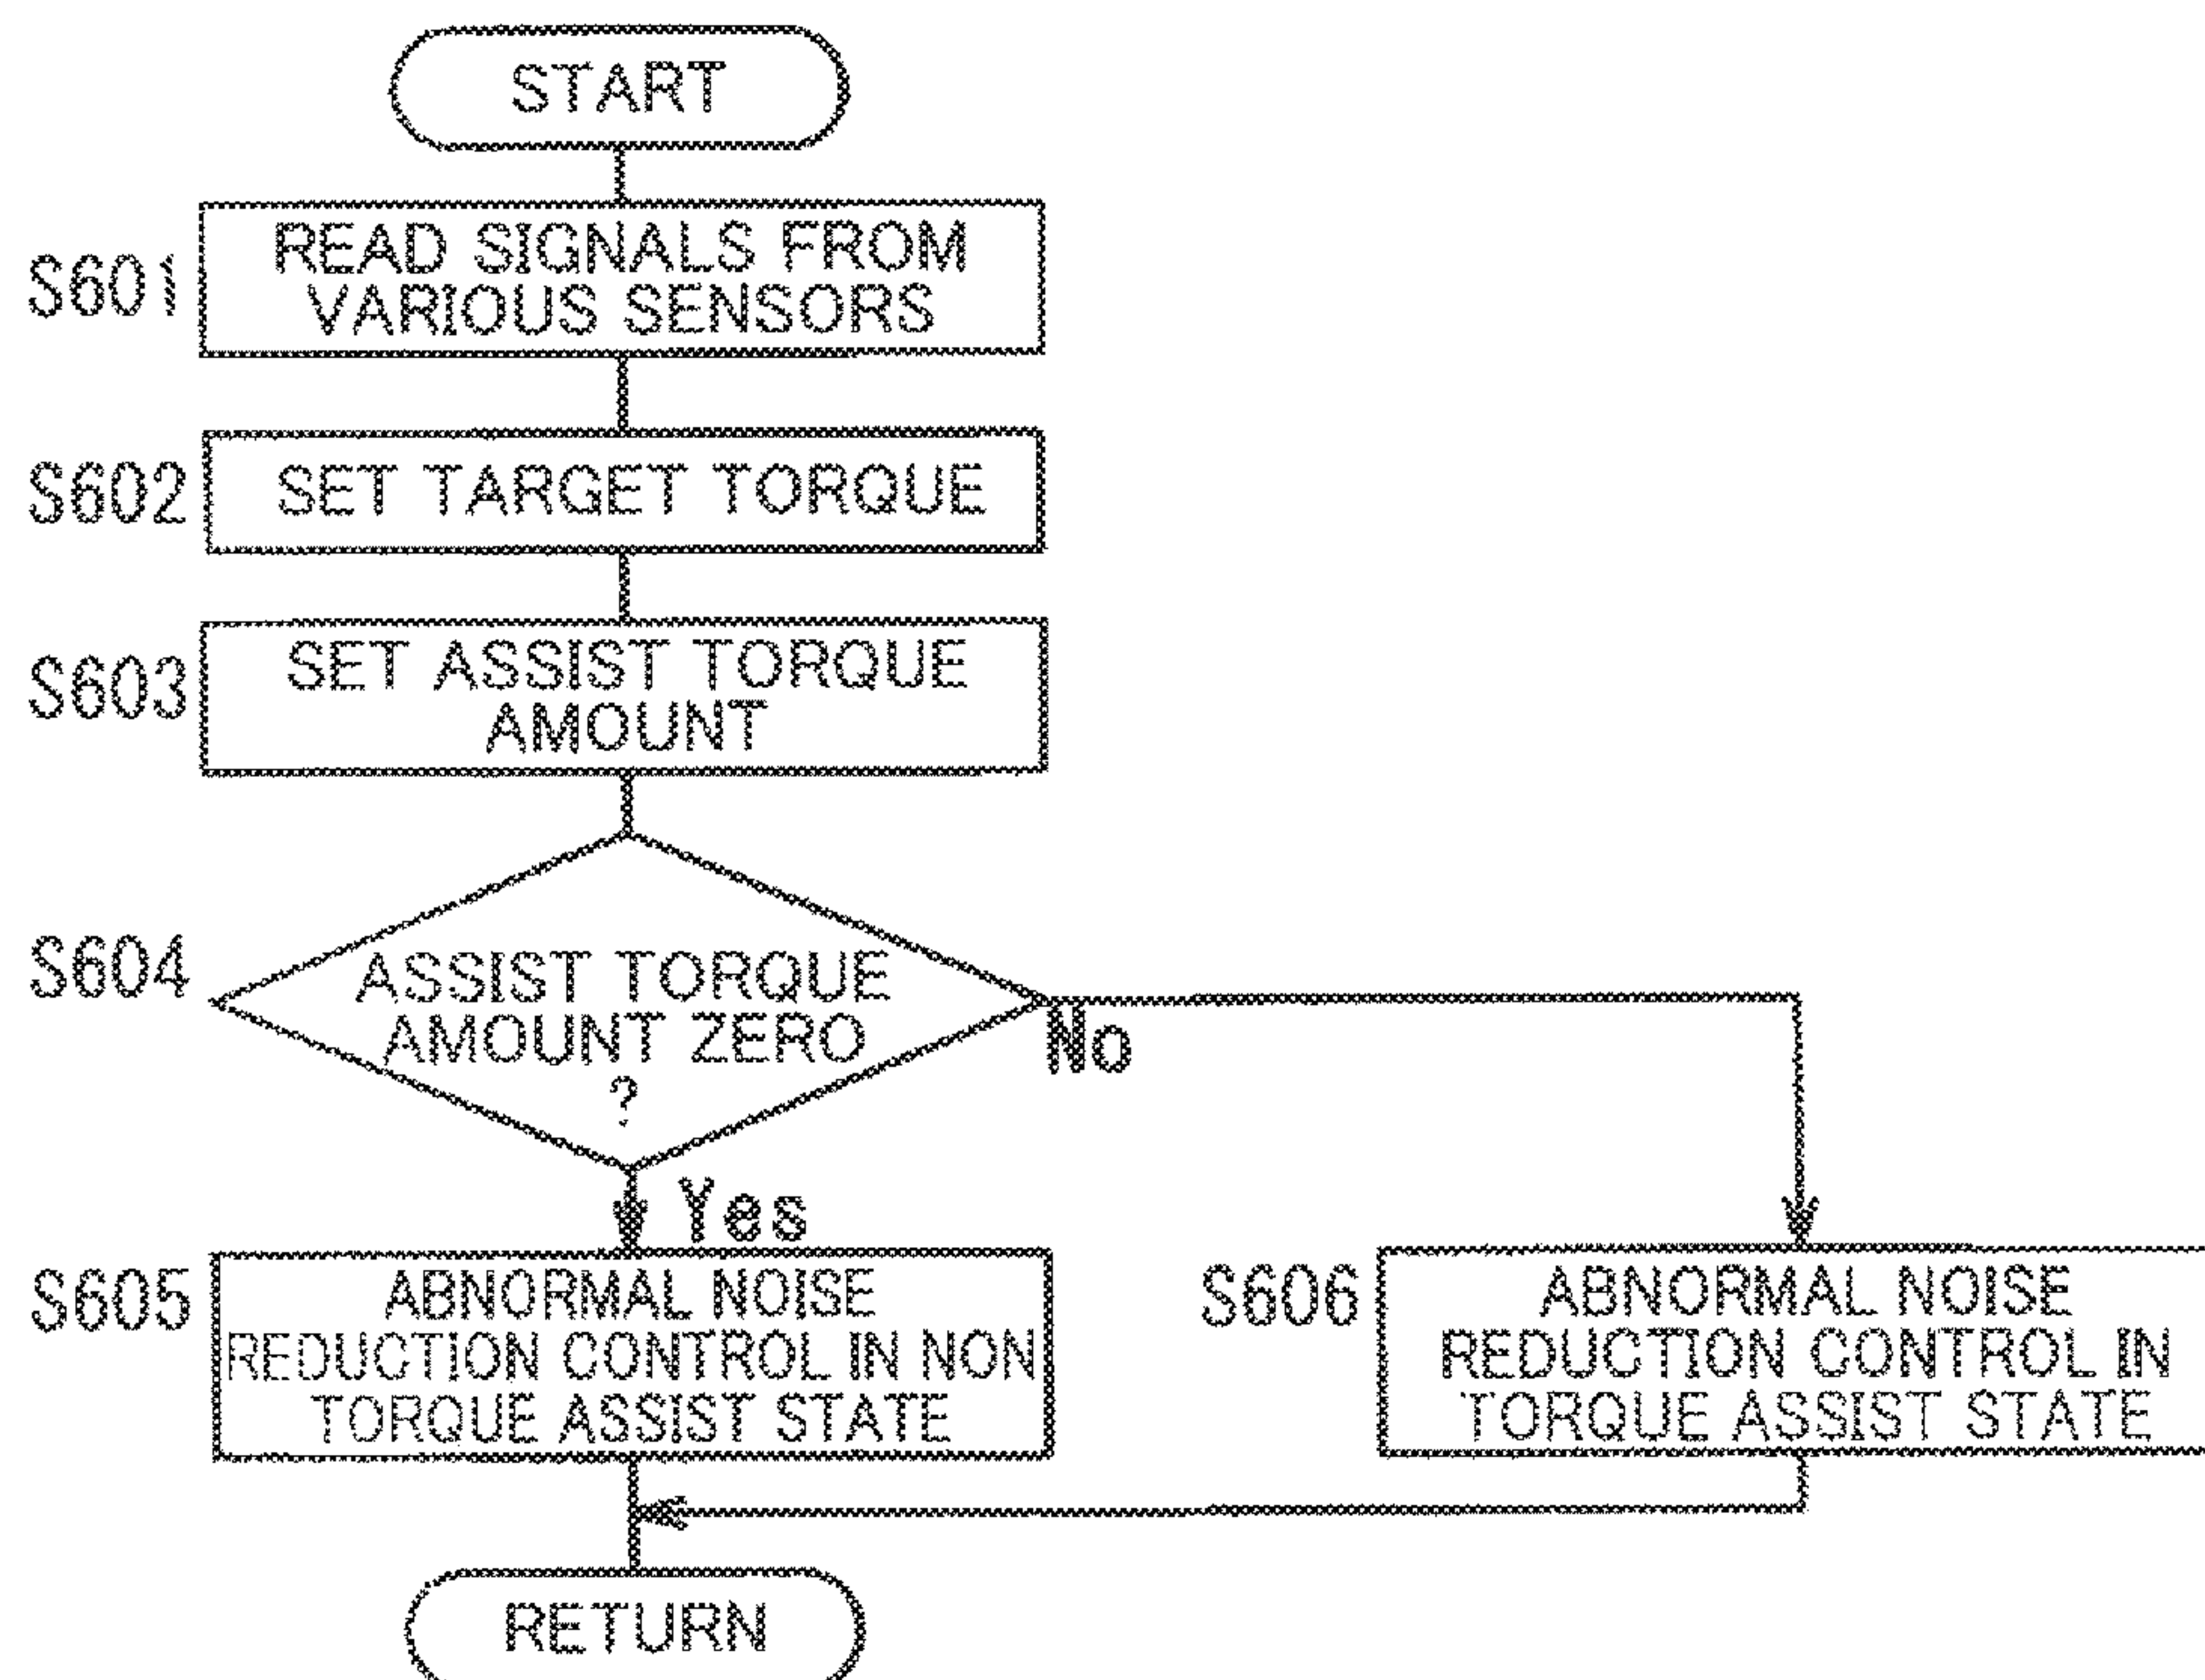 START
S601
READ SIGNALS FROM
VARIOUS SENSORS
S602
SET TARGET TORQUE
S603
SET ASSIST TORQUE
AMOUNT
S604
ASSIST TORQUE
AMOUNT ZERO
?
No
Yes
S605
ABNORMAL NOISE
REDUCTION CONTROL IN NON
TORQUE ASSIST STATE
S606
ABNORMAL NOISE
REDUCTION CONTROL IN
TORQUE ASSIST STATE
RETURN